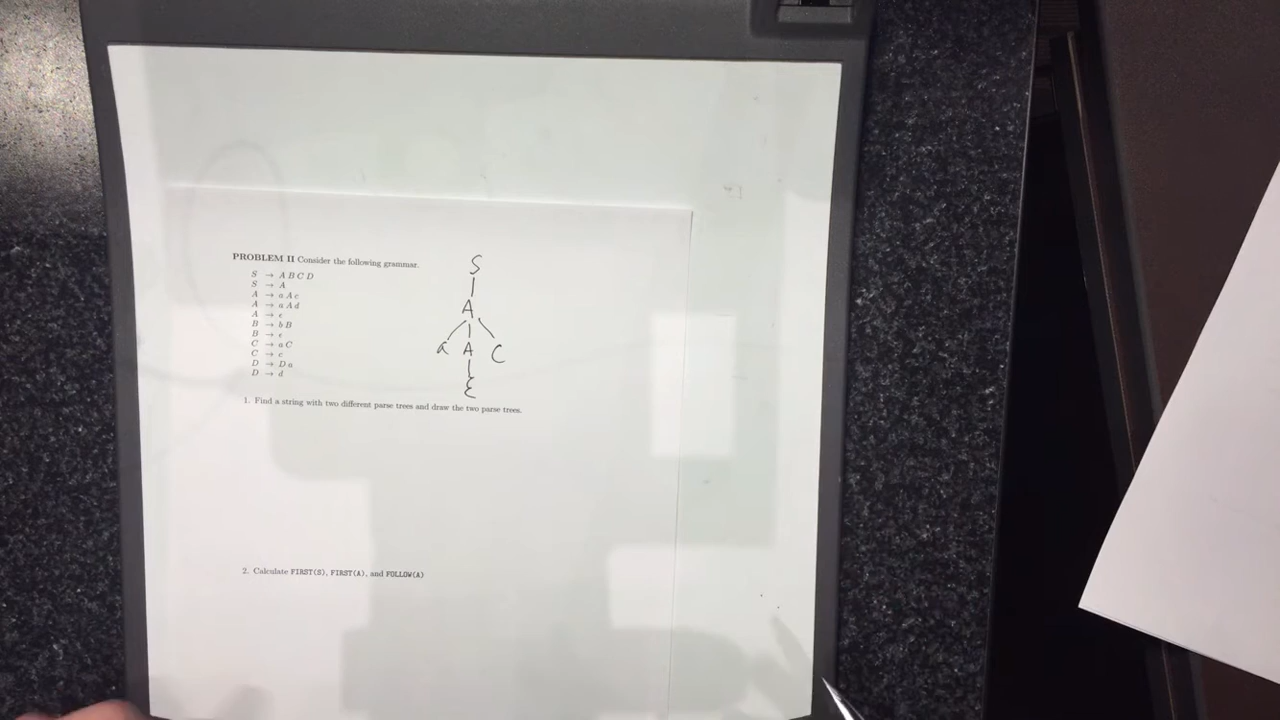 PROBLEM II Consider the following grammar.
S → A B C D
S → A
A → a A c
A → a A d
A → ε
B → b B
B → ε
C → a C
C → c
D → D a
D → d
S
A
a A C
ε
1. Find a string with two different parse trees and draw the two parse trees.
2. Calculate FIRST(S), FIRST(A), and FOLLOW(A)